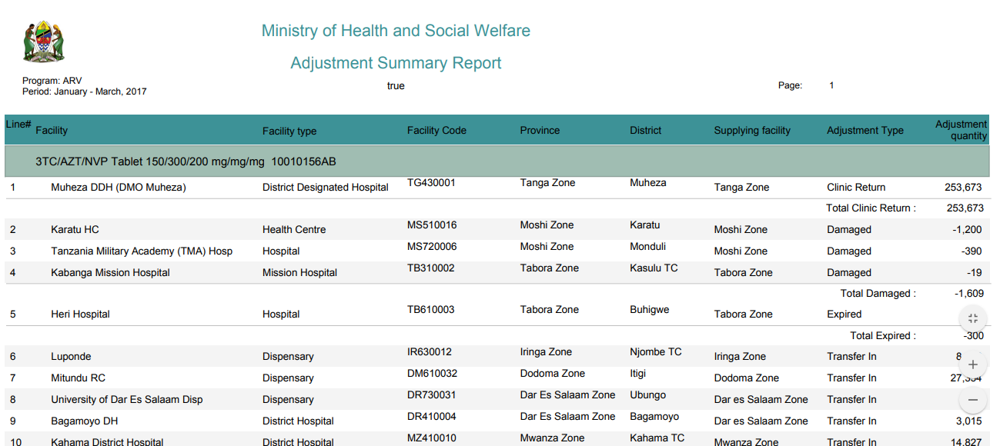 Ministry of Health and Social Welfare
Adjustment Summary Report
Program: ARV
Period: January - March, 2017
true
Page: 1
Line# Facility Facility type Facility Code Province District Supplying facility Adjustment Type Adjustment quantity
3TC/AZT/NVP Tablet 150/300/200 mg/mg/mg 10010156AB
1 Muheza DDH (DMO Muheza) District Designated Hospital TG430001 Tanga Zone Muheza Tanga Zone Clinic Return 253,673
Total Clinic Return : 253,673
2 Karatu HC Health Centre MS510016 Moshi Zone Karatu Moshi Zone Damaged -1,200
3 Tanzania Military Academy (TMA) Hosp Hospital MS720006 Moshi Zone Monduli Moshi Zone Damaged -390
4 Kabanga Mission Hospital Mission Hospital TB310002 Tabora Zone Kasulu TC Tabora Zone Damaged -19
Total Damaged : -1,609
5 Heri Hospital Hospital TB610003 Tabora Zone Buhigwe Tabora Zone Expired
Total Expired : -300
6 Luponde Dispensary IR630012 Iringa Zone Njombe TC Iringa Zone Transfer In
7 Mitundu RC Dispensary DM610032 Dodoma Zone Itigi Dodoma Zone Transfer In
8 University of Dar Es Salaam Disp Dispensary DR730031 Dar Es Salaam Zone Ubungo Dar es Salaam Zone Transfer In
9 Bagamoyo DH District Hospital DR410004 Dar Es Salaam Zone Bagamoyo Dar es Salaam Zone Transfer In 3,015
10 Kahama District Hospital District Hospital MZ410010 Mwanza Zone Kahama TC Mwanza Zone Transfer In 14,827